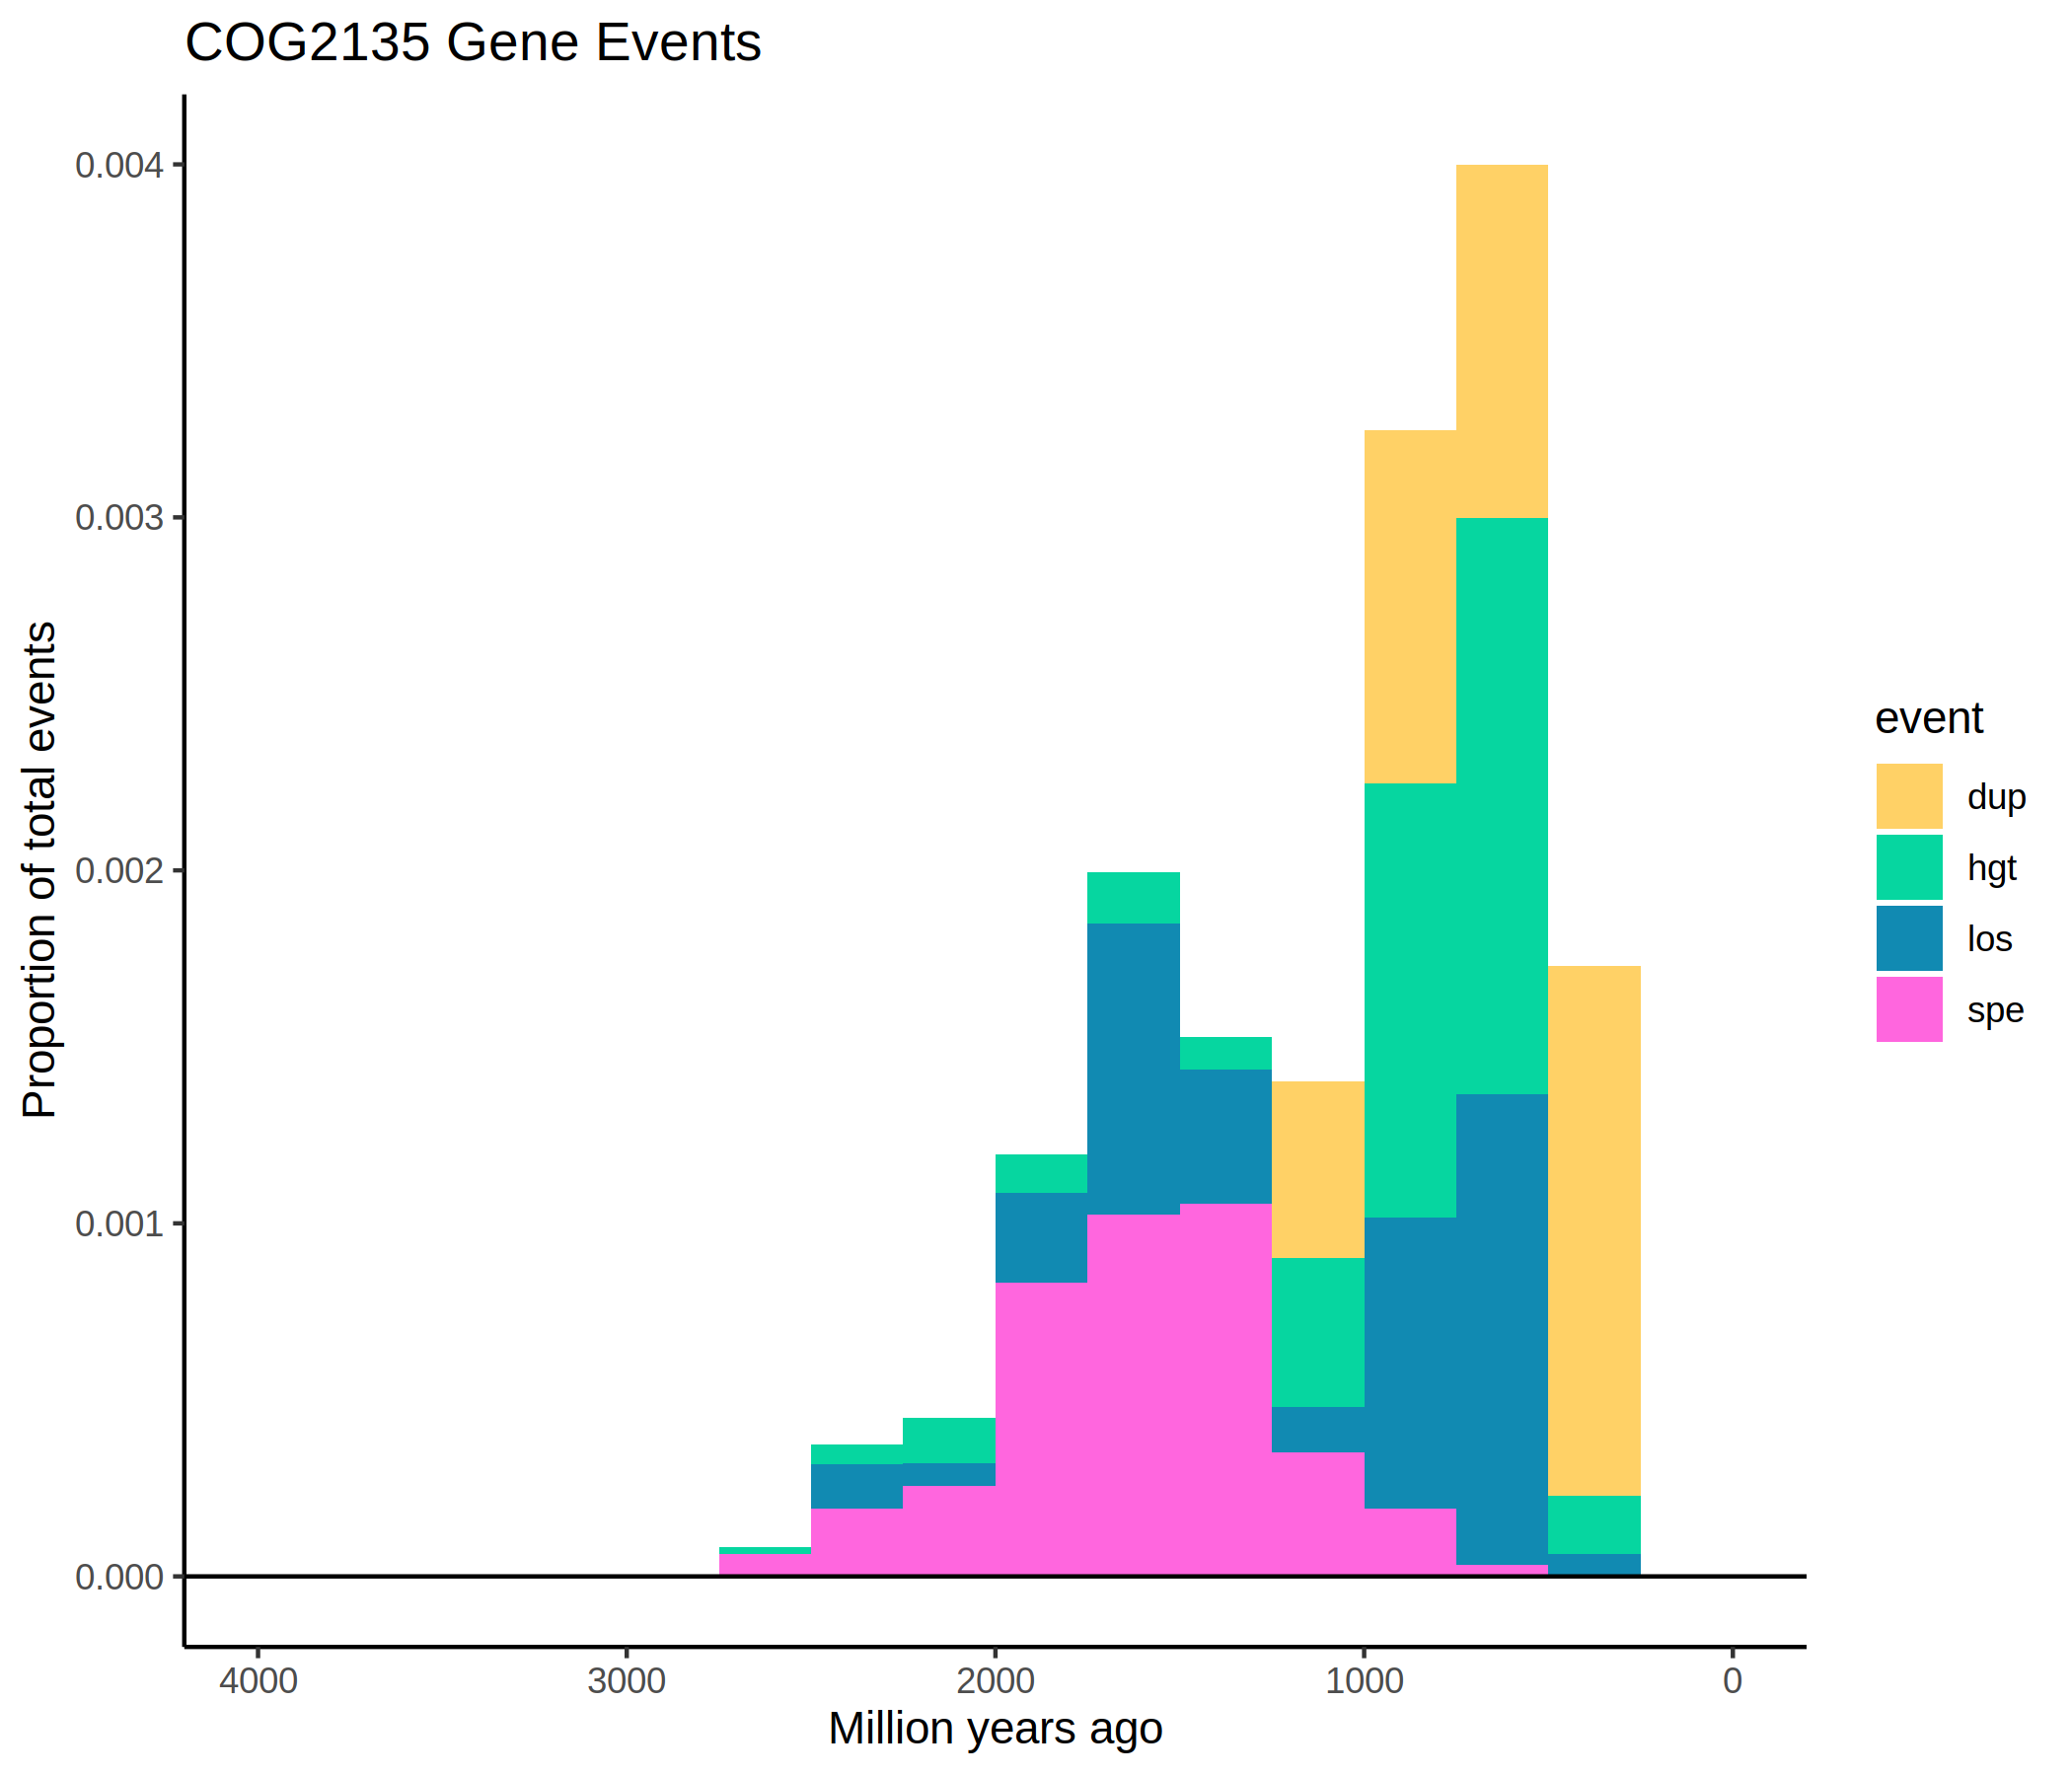 COG2135 Gene Events
Proportion of total events
0.004
0.003
0.002
0.001
0.000
4000 3000 2000 1000 0
Million years ago
event
dup
hgt
los
spe